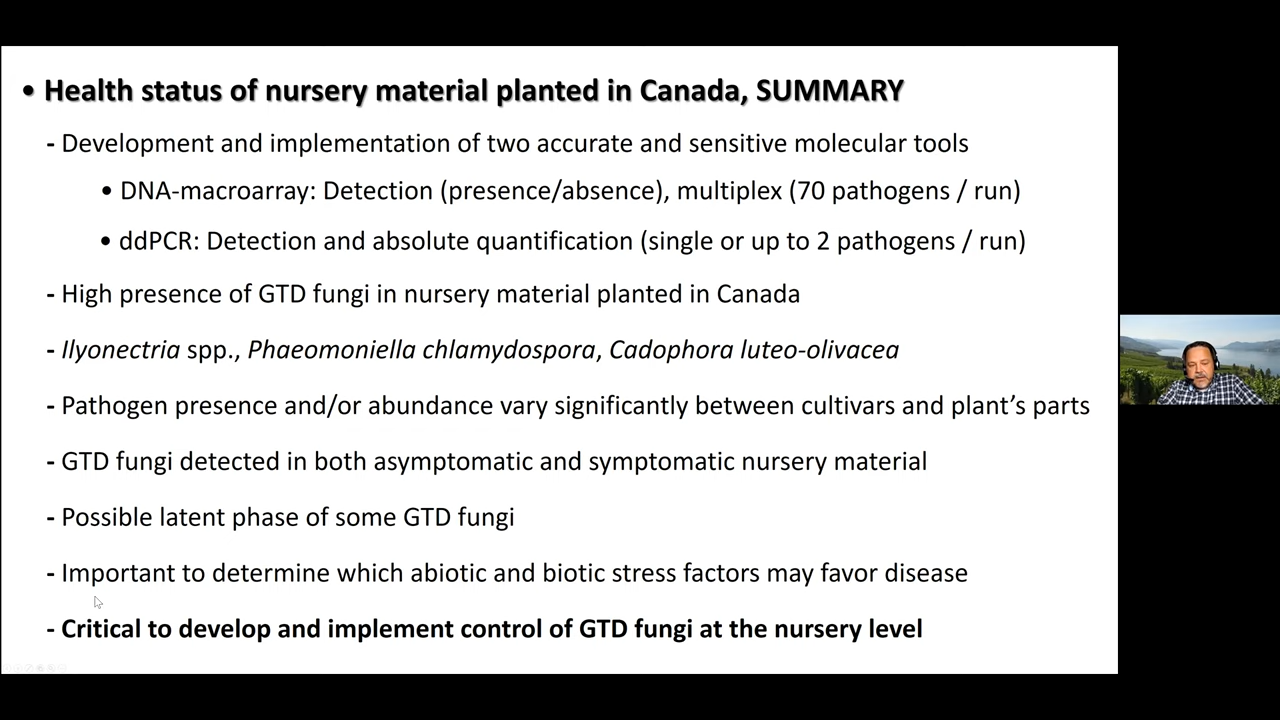 • Health status of nursery material planted in Canada, SUMMARY
- Development and implementation of two accurate and sensitive molecular tools
• DNA-macroarray: Detection (presence/absence), multiplex (70 pathogens / run)
• ddPCR: Detection and absolute quantification (single or up to 2 pathogens / run)
- High presence of GTD fungi in nursery material planted in Canada
- Ilyonectria spp., Phaeomoniella chlamydospora, Cadophora luteo-olivacea
- Pathogen presence and/or abundance vary significantly between cultivars and plant’s parts
- GTD fungi detected in both asymptomatic and symptomatic nursery material
- Possible latent phase of some GTD fungi
- Important to determine which abiotic and biotic stress factors may favor disease
- Critical to develop and implement control of GTD fungi at the nursery level